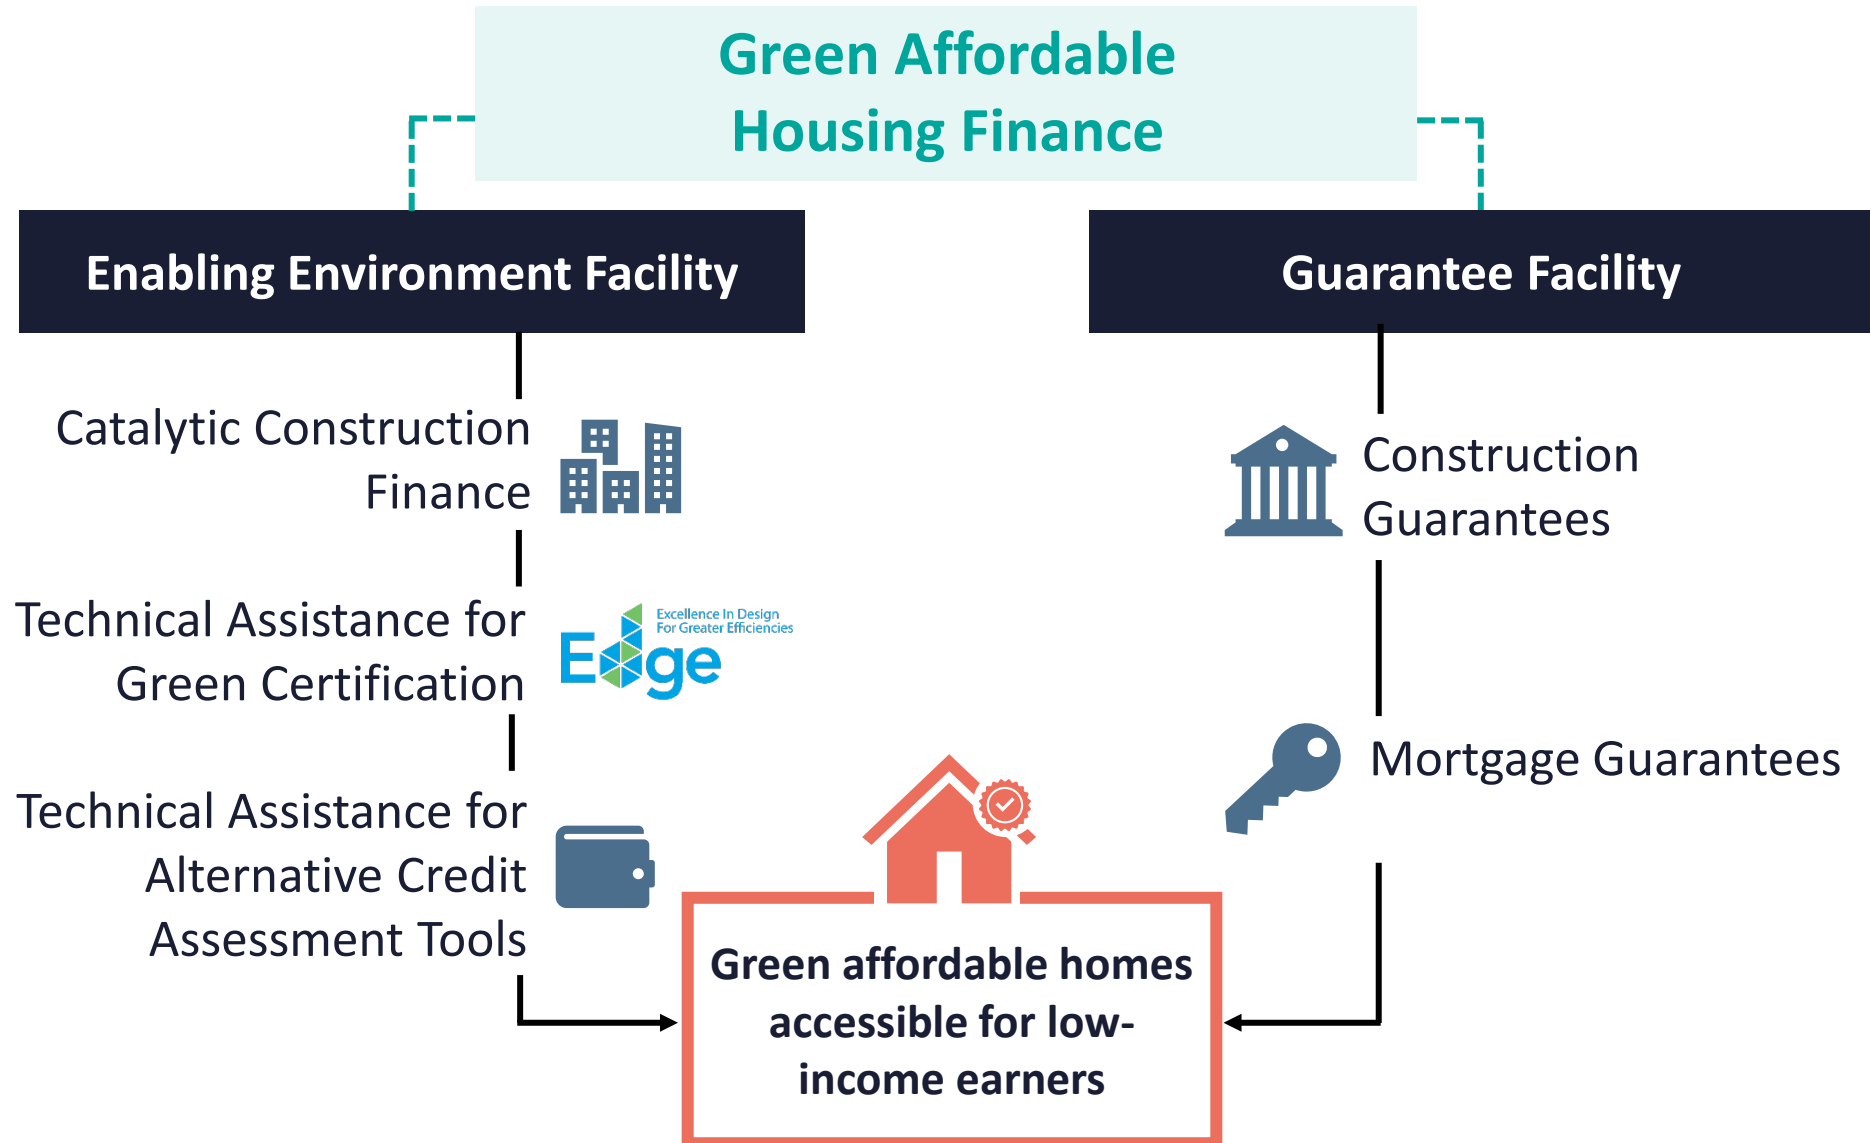 Green Affordable
Housing Finance
Enabling Environment Facility
Catalytic Construction
Finance
Technical Assistance for
Green Certification
Excellence In Design
For Greater Efficiencies
Edge
Technical Assistance for
Alternative Credit
Assessment Tools
Guarantee Facility
Construction
Guarantees
Mortgage Guarantees
Green affordable homes
accessible for low-
income earners